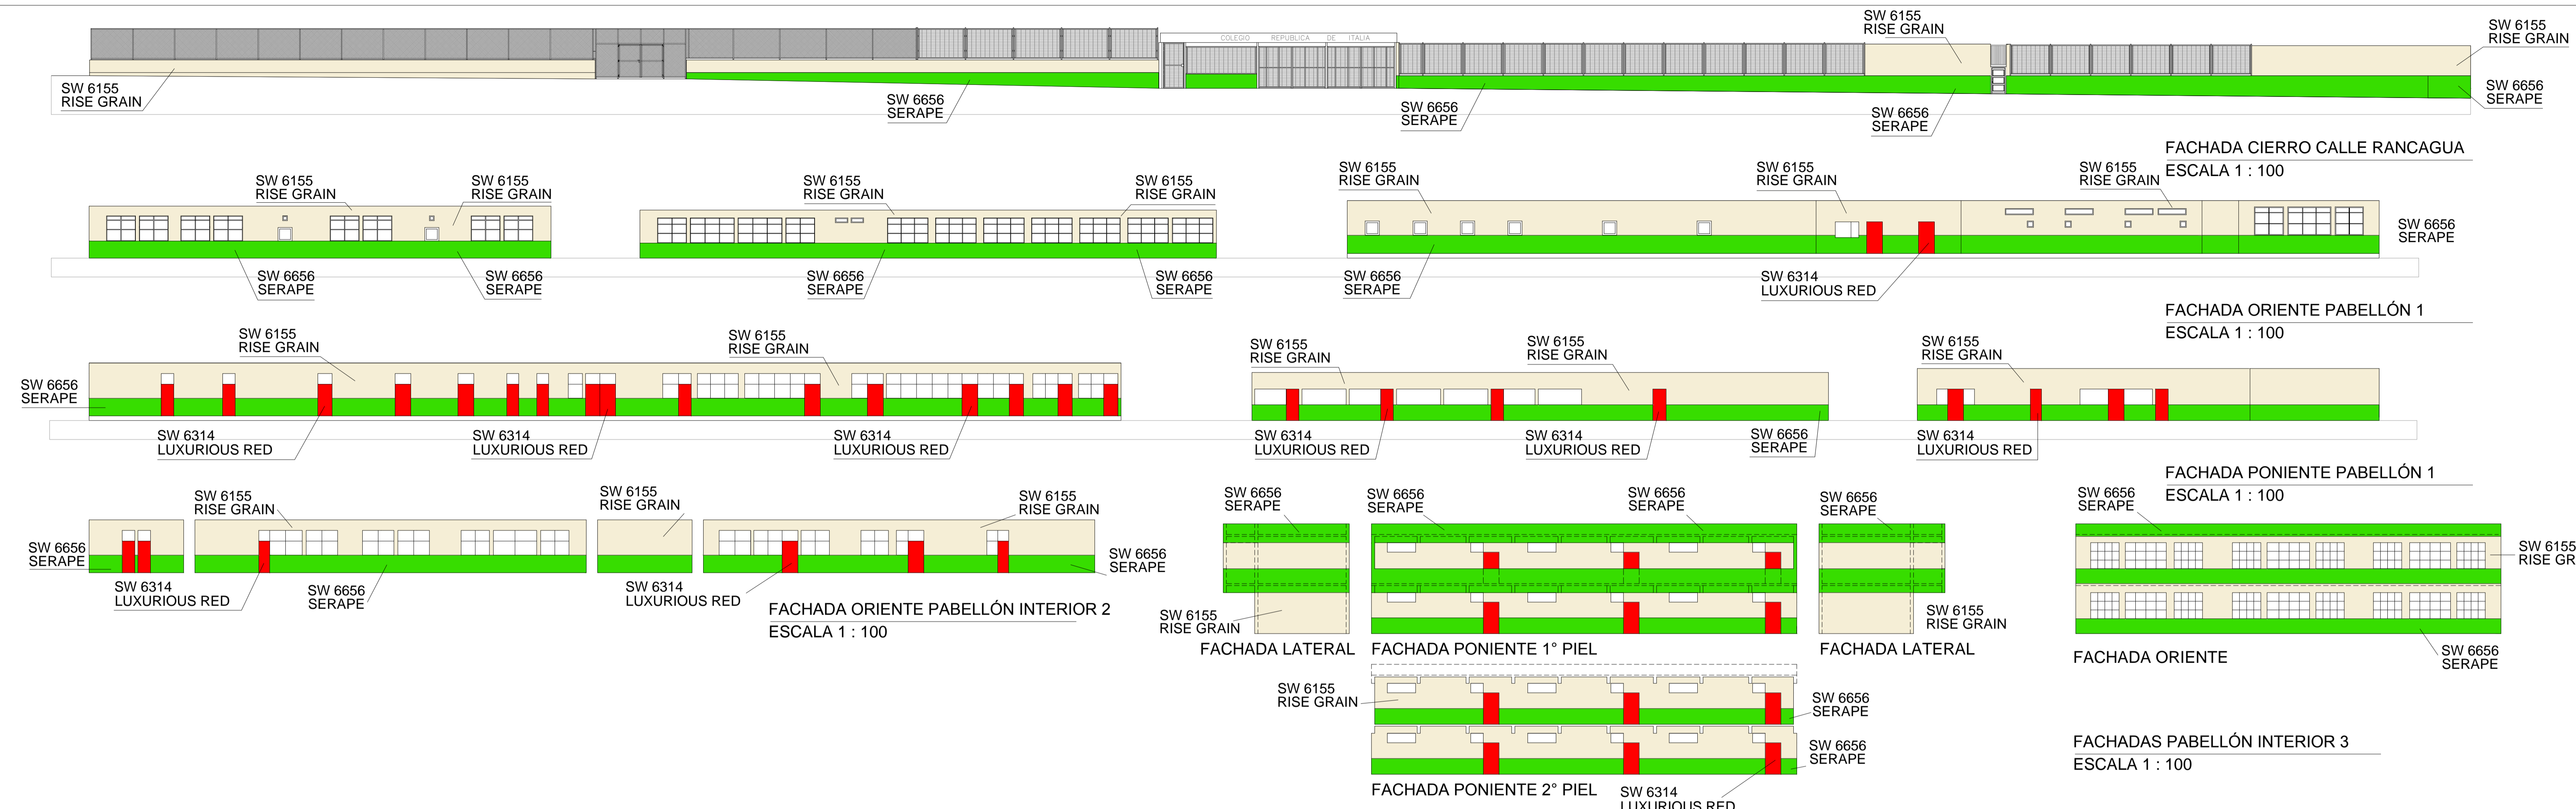 SW 6155
RISE GRAIN
SW 6155
RISE GRAIN
COLEGIO REPUBLICA DE ITALIA
SW 6155
RISE GRAIN
SW 6656
SERAPE
SW 6656
SERAPE
SW 6656
SERAPE
SW 6656
SERAPE
FACHADA CIERRO CALLE RANCAGUA
ESCALA 1 : 100
SW 6155
RISE GRAIN
SW 6155
RISE GRAIN
SW 6155
RISE GRAIN
SW 6155
RISE GRAIN
SW 6155
RISE GRAIN
SW 6155
RISE GRAIN
SW 6155
RISE GRAIN
SW 6656
SERAPE
SW 6656
SERAPE
SW 6656
SERAPE
SW 6656
SERAPE
SW 6656
SERAPE
SW 6656
SERAPE
SW 6314
LUXURIOUS RED
FACHADA ORIENTE PABELLÓN 1
ESCALA 1 : 100
SW 6155
RISE GRAIN
SW 6155
RISE GRAIN
SW 6155
RISE GRAIN
SW 6155
RISE GRAIN
SW 6155
RISE GRAIN
SW 6656
SERAPE
SW 6314
LUXURIOUS RED
SW 6314
LUXURIOUS RED
SW 6314
LUXURIOUS RED
SW 6314
LUXURIOUS RED
SW 6314
LUXURIOUS RED
SW 6656
SERAPE
SW 6314
LUXURIOUS RED
FACHADA PONIENTE PABELLÓN 1
ESCALA 1 : 100
SW 6155
RISE GRAIN
SW 6155
RISE GRAIN
SW 6155
RISE GRAIN
SW 6656
SERAPE
SW 6656
SERAPE
SW 6314
LUXURIOUS RED
SW 6656
SERAPE
SW 6314
LUXURIOUS RED
FACHADA ORIENTE PABELLÓN INTERIOR 2
ESCALA 1 : 100
SW 6656
SERAPE
SW 6656
SERAPE
SW 6656
SERAPE
SW 6656
SERAPE
SW 6656
SERAPE
SW 6155
RISE GRAIN
SW 6155
RISE GRAIN
SW 6155
RISE GR
FACHADA LATERAL
FACHADA PONIENTE 1° PIEL
FACHADA LATERAL
FACHADA ORIENTE
SW 6656
SERAPE
SW 6155
RISE GRAIN
SW 6656
SERAPE
SW 6656
SERAPE
FACHADA PONIENTE 2° PIEL
SW 6314
LUXURIOUS RED
FACHADAS PABELLÓN INTERIOR 3
ESCALA 1 : 100